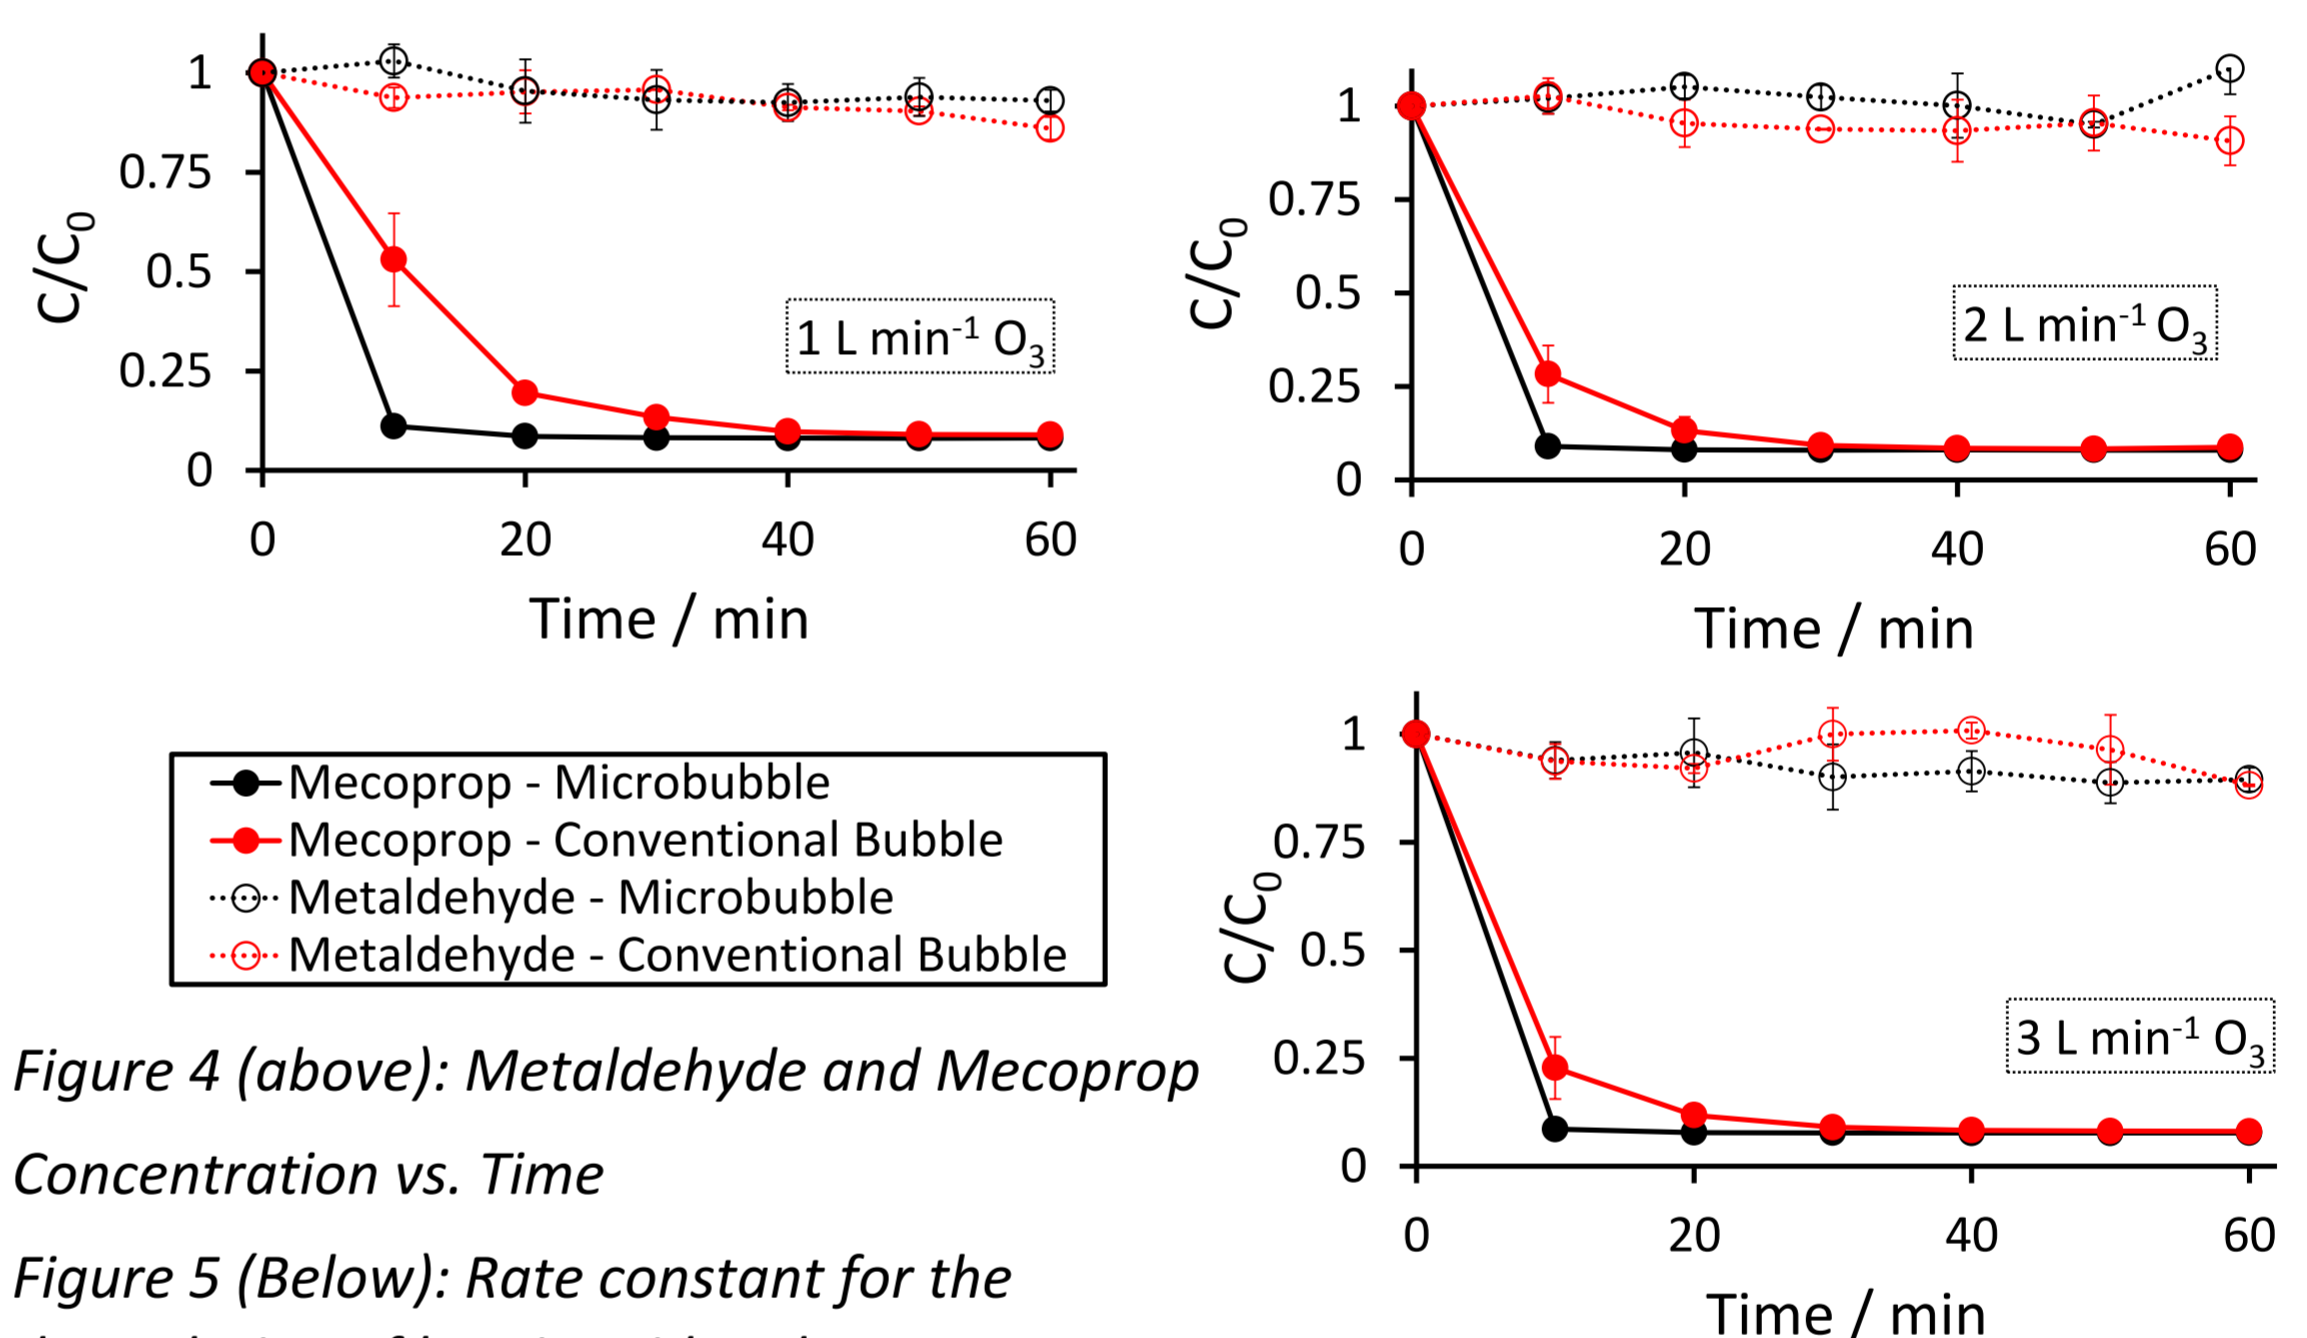 1
0.75
0.5
0.25
0
C/C0
1 L min-1 O3
0 20 40 60
Time / min
1
0.75
0.5
0.25
0
C/C0
2 L min-1 O3
0 20 40 60
Time / min
Mecoprop - Microbubble
Mecoprop - Conventional Bubble
Metaldehyde - Microbubble
Metaldehyde - Conventional Bubble
1
0.75
0.5
0.25
0
C/C0
3 L min-1 O3
0 20 40 60
Time / min
Figure 4 (above): Metaldehyde and Mecoprop
Concentration vs. Time
Figure 5 (Below): Rate constant for the